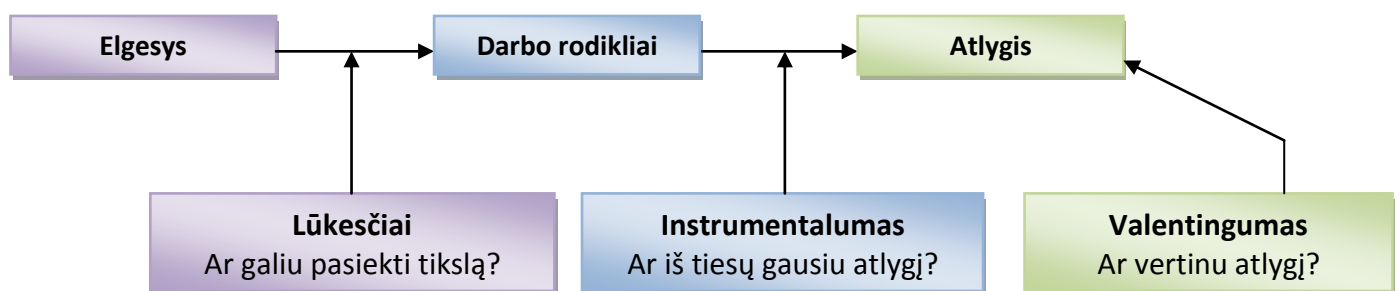 Elgesys
Darbo rodikliai
Atlygis
Lūkesčiai
Ar galiu pasiekti tikslą?
Instrumentalumas
Ar iš tiesų gausiu atlygį?
Valentingumas
Ar vertinu atlygį?